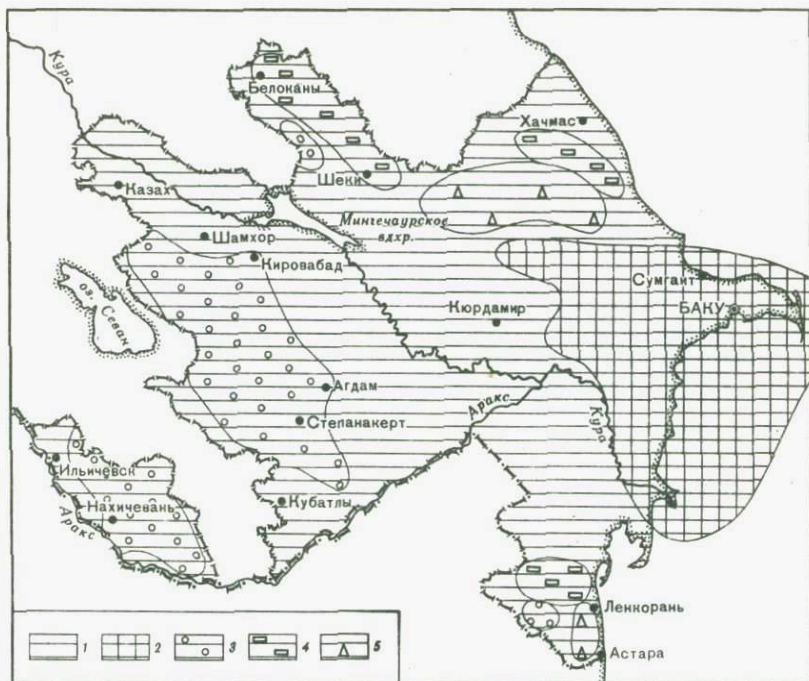 Кура
Белоканы
Хачмас
Казах
Шеки
Мингечаурское
вдхр.
Шамхор
Кировабад
оз. Севан
Сумгаит
БАКУ
Кюрдамир
Агдам
Аракс
Кура
Степанакерт
Ильичевск
Нахичевань
Аракс
Кубатлы
Ленкорань
Астара
1 2 3 4 5